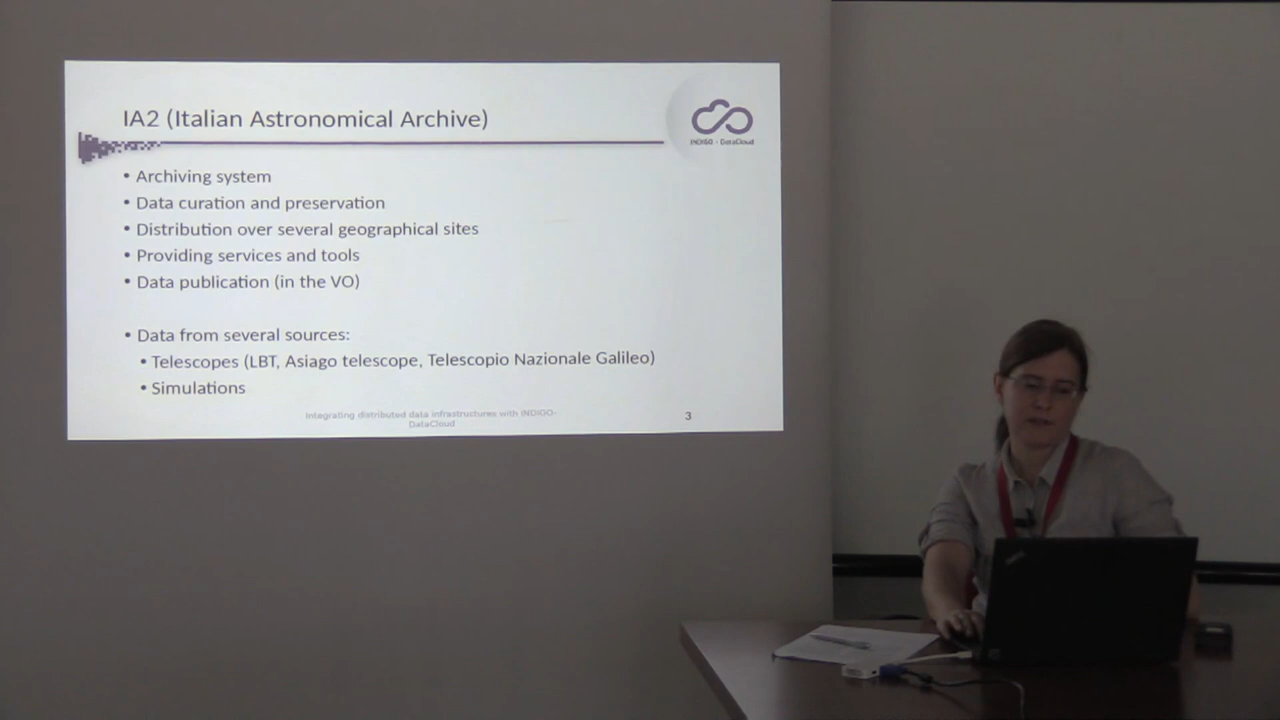 IA2 (Italian Astronomical Archive)
INDIGO - DataCloud
• Archiving system
• Data curation and preservation
• Distribution over several geographical sites
• Providing services and tools
• Data publication (in the VO)
• Data from several sources:
• Telescopes (LBT, Asiago telescope, Telescopio Nazionale Galileo)
• Simulations
Integrating distributed data infrastructures with INDIGO-
DataCloud
3